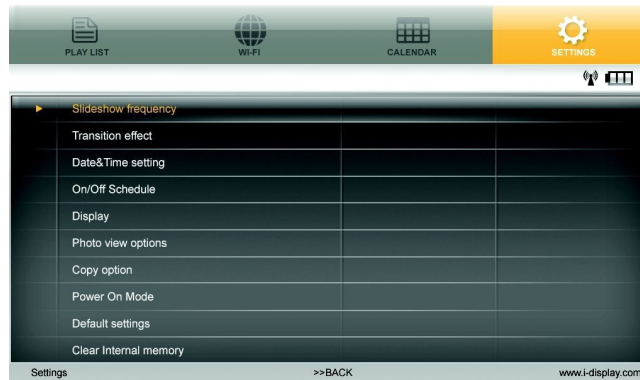 PLAY LIST
WI-FI
CALENDAR
SETTINGS
Slideshow frequency
Transition effect
Date&Time setting
On/Off Schedule
Display
Photo view options
Copy option
Power On Mode
Default settings
Clear Internal memory
Settings >>BACK www.i-display.com